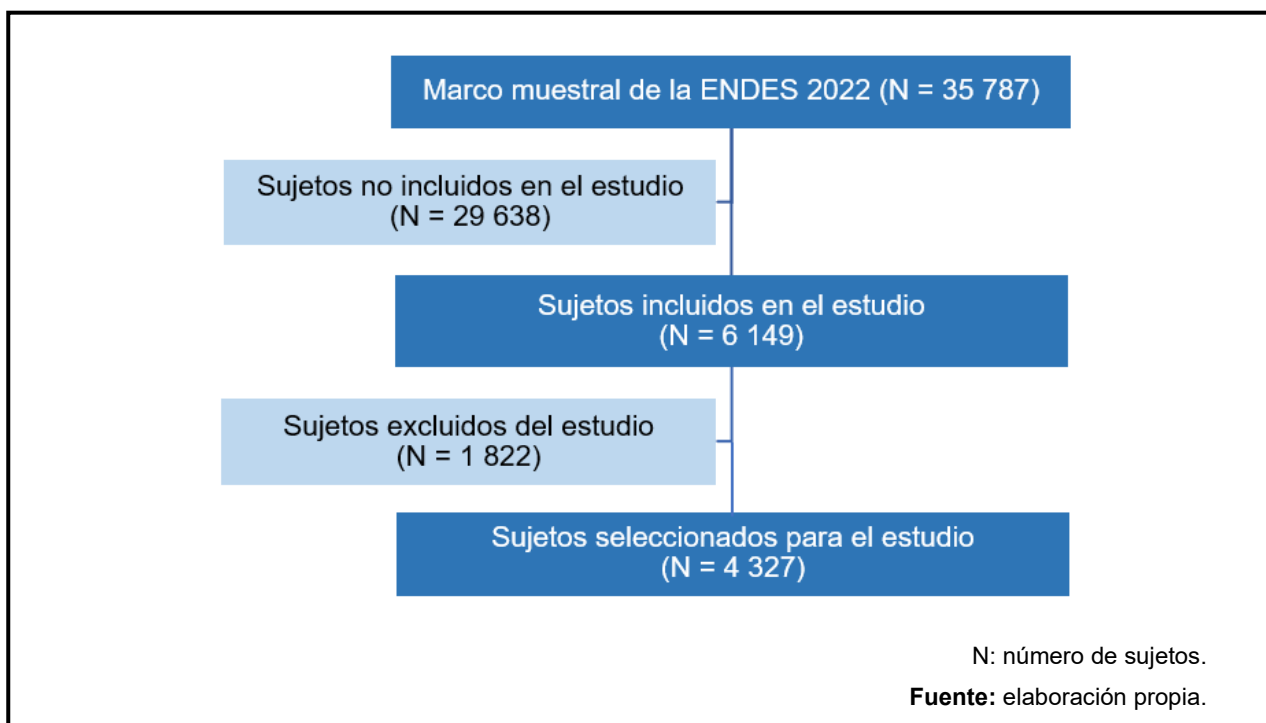 Marco muestral de la ENDES 2022 (N = 35 787)
Sujetos no incluidos en el estudio
(N = 29 638)
Sujetos incluidos en el estudio
(N = 6 149)
Sujetos excluidos del estudio
(N = 1 822)
Sujetos seleccionados para el estudio
(N = 4 327)
N: número de sujetos.
Fuente: elaboración propia.